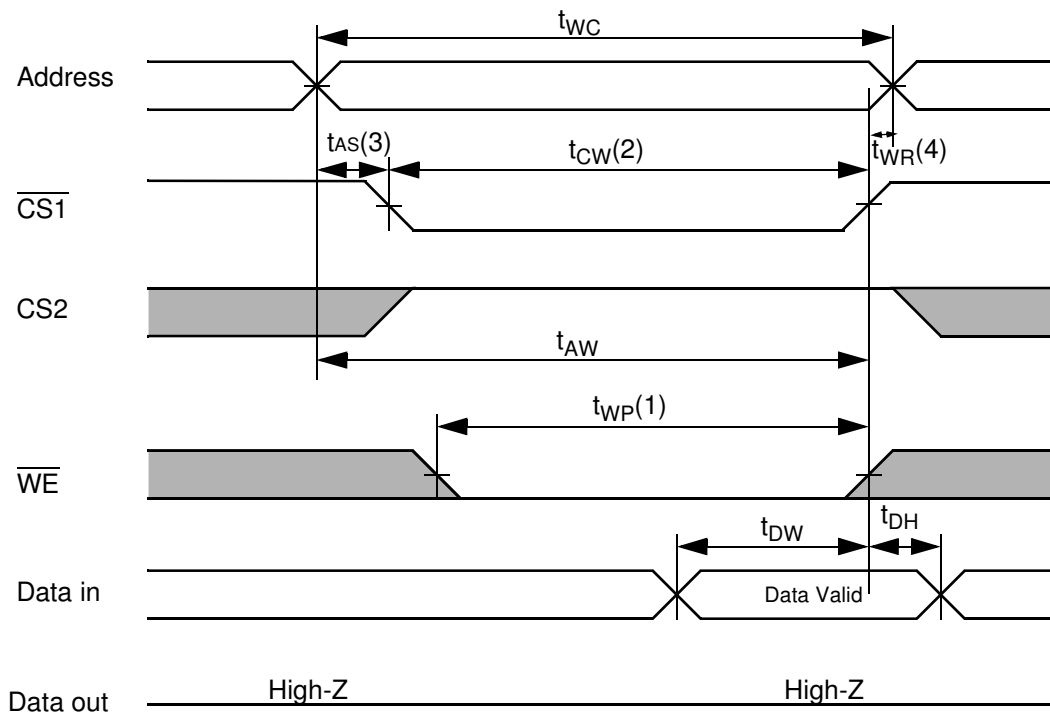 tWC
Address
tAS(3)
tCW(2)
tWR(4)
CS1
CS2
tAW
tWP(1)
WE
tDW
tDH
Data in
Data Valid
High-Z
High-Z
Data out